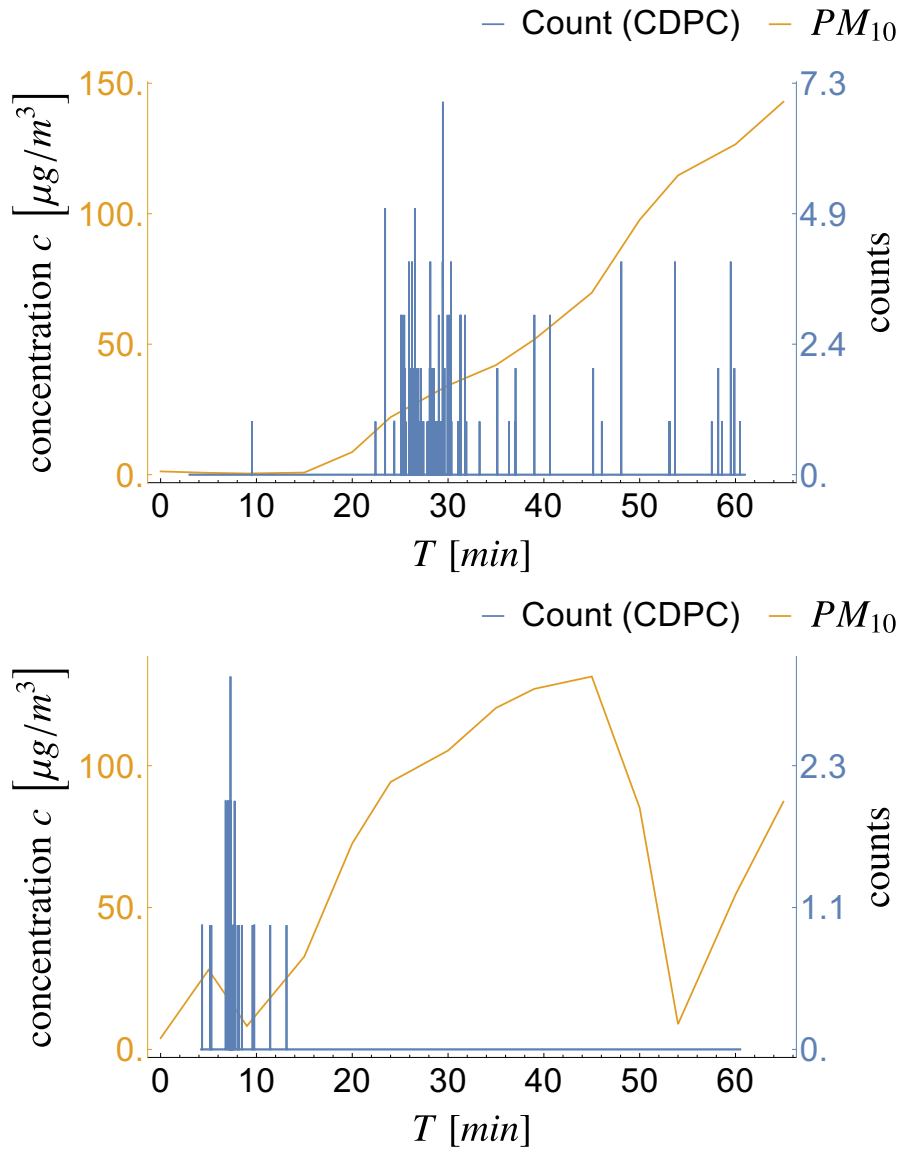 Count (CDPC) PM10
concentration c [μg/m³]
150.
100.
50.
0.
7.3
4.9
2.4
0.
counts
0 10 20 30 40 50 60
T [min]
Count (CDPC) PM10
concentration c [μg/m³]
100.
50.
0.
2.3
1.1
0.
counts
0 10 20 30 40 50 60
T [min]